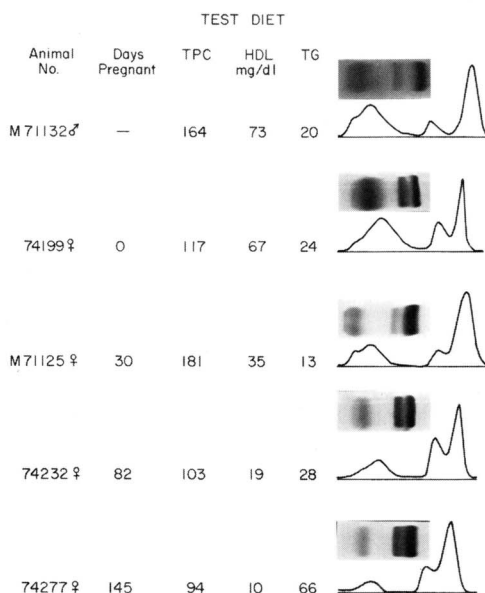 TEST DIET
Animal No. Days Pregnant TPC HDL mg/dl TG
M71132♂ — 164 73 20
74199♀ 0 117 67 24
M71125♀ 30 181 35 13
74232♀ 82 103 19 28
74277♀ 145 94 10 66